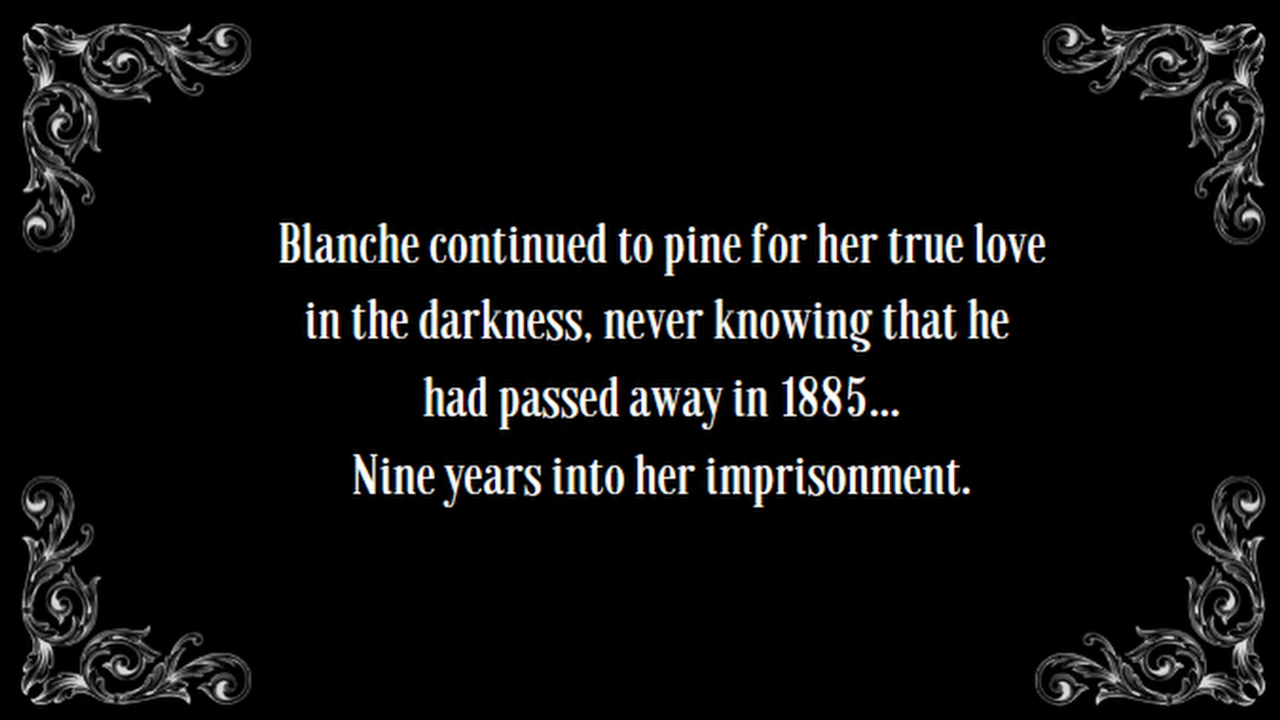 Blanche continued to pine for her true love
in the darkness, never knowing that he
had passed away in 1885...
Nine years into her imprisonment.